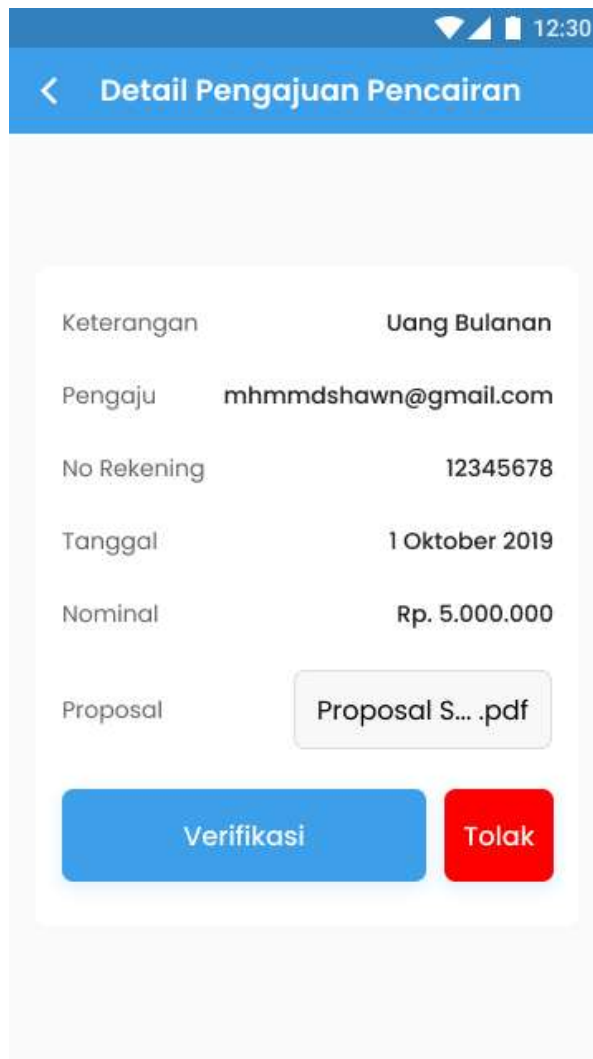 12:30
Detail Pengajuan Pencairan
Keterangan Uang Bulanan
Pengaju mhmmdshawn@gmail.com
No Rekening 12345678
Tanggal 1 Oktober 2019
Nominal Rp. 5.000.000
Proposal Proposal S... .pdf
Verifikasi Tolak